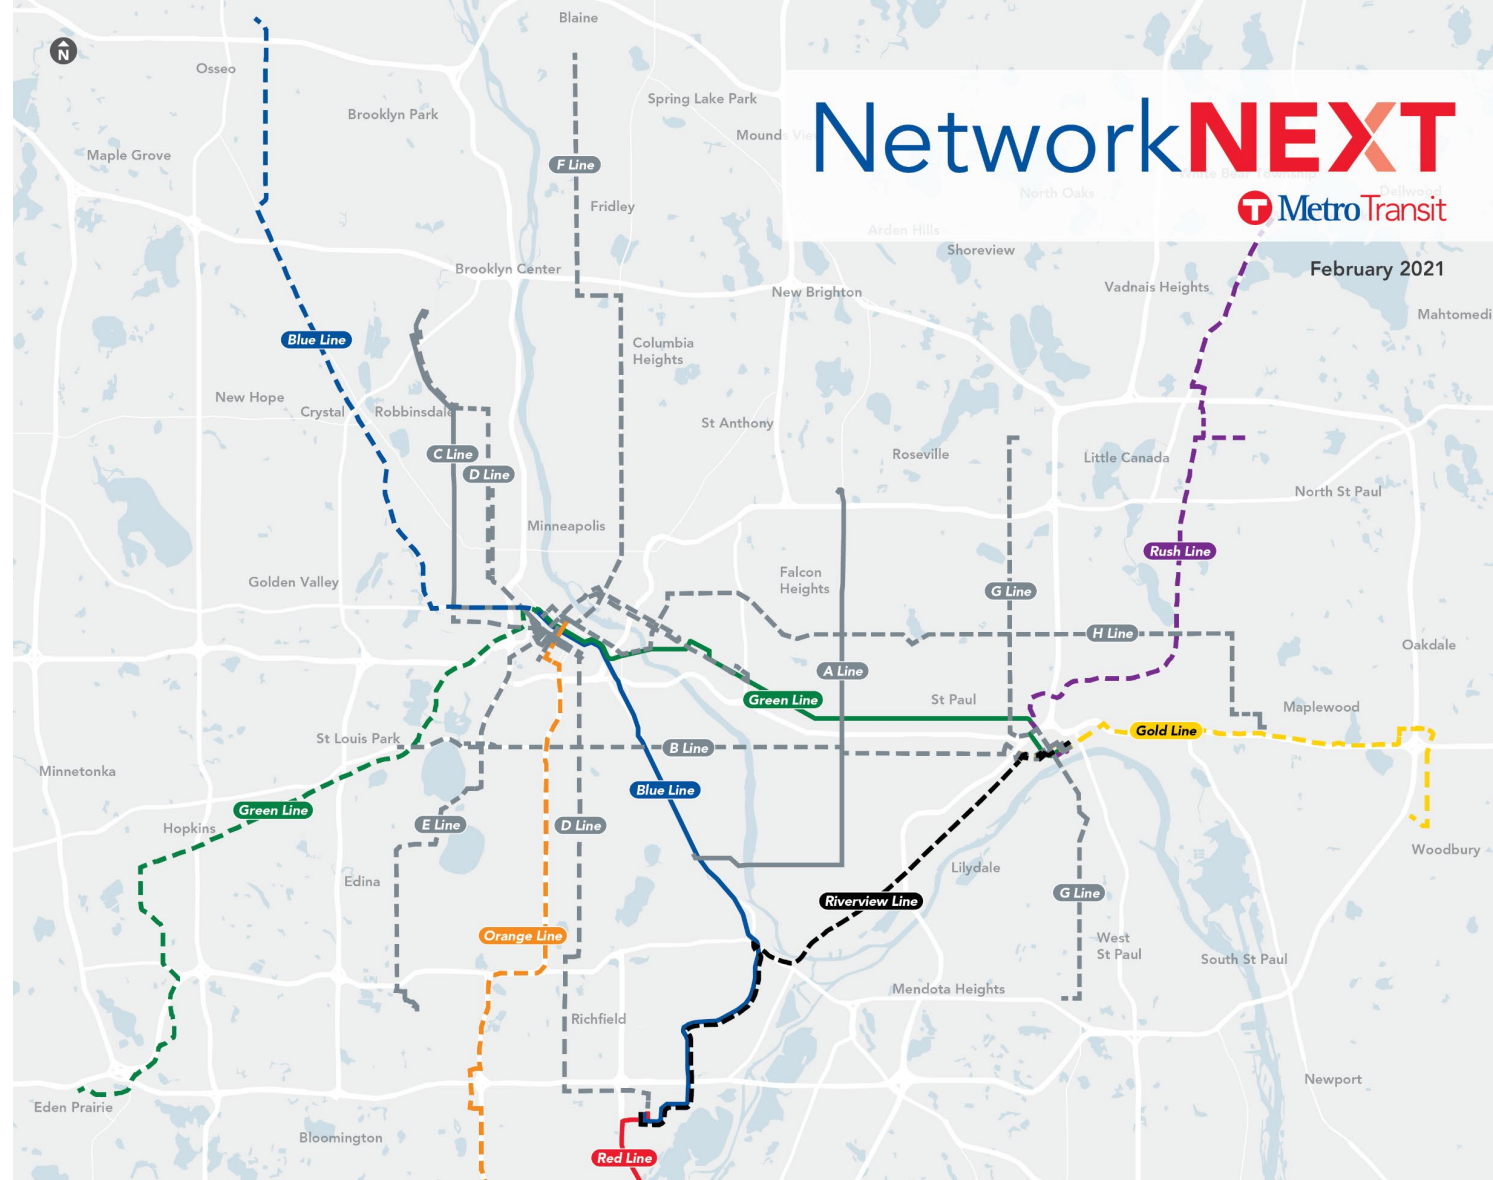 Blaine
N
Osseo
Spring Lake Park
Brooklyn Park
Mounds View
NetworkNEXT
Maple Grove
F Line
White Bear Township
North Oaks
Dellwood
Fridley
T MetroTransit
Arden Hills
Shoreview
Brooklyn Center
February 2021
New Brighton
Vadnais Heights
Mahtomedi
Blue Line
Columbia
Heights
New Hope
Crystal
Robbinsdale
St Anthony
C Line
Roseville
Little Canada
D Line
North St Paul
Minneapolis
Rush Line
Golden Valley
Falcon
Heights
G Line
H Line
Oakdale
A Line
Green Line
St Paul
Maplewood
St Louis Park
Gold Line
B Line
Minnetonka
Blue Line
Green Line
Hopkins
E Line
D Line
Woodbury
Edina
Lilydale
G Line
Riverview Line
Orange Line
West
St Paul
South St Paul
Mendota Heights
Richfield
Newport
Eden Prairie
Bloomington
Red Line